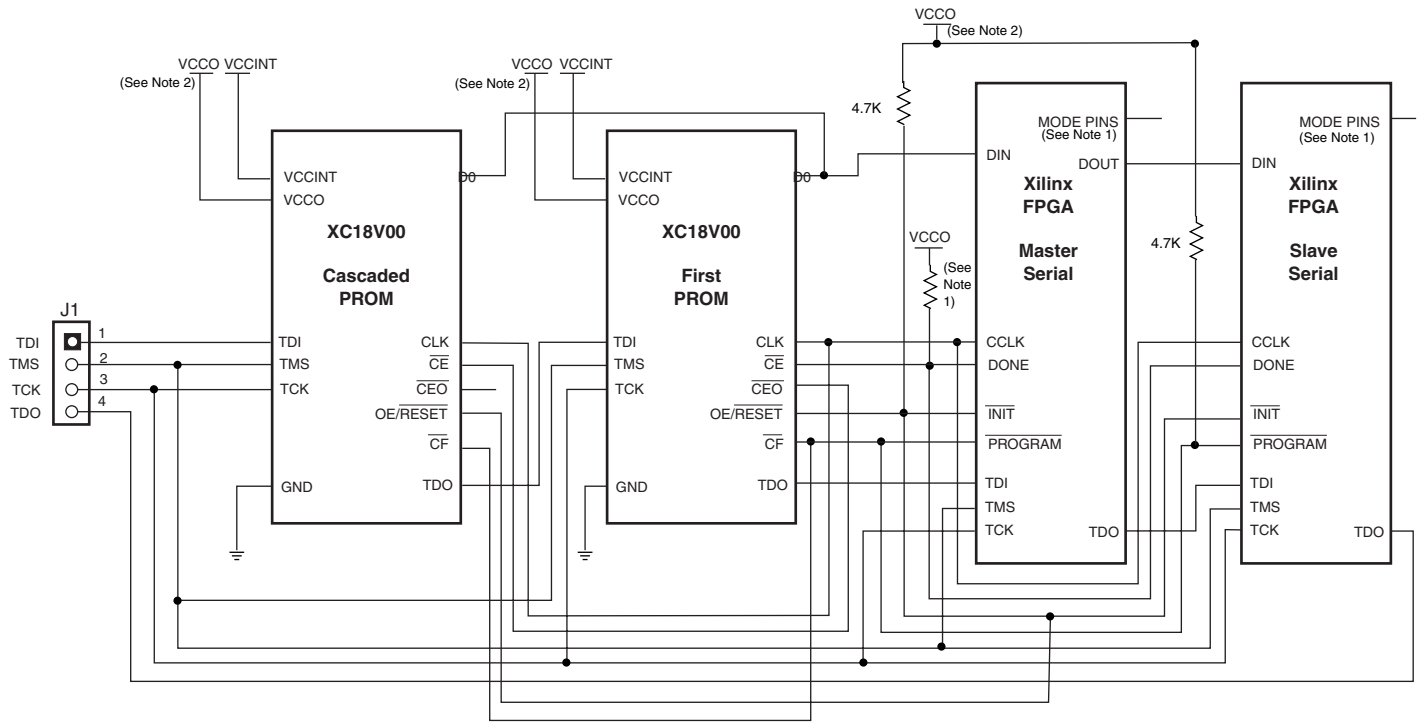 VCCO
(See Note 2)
VCCO VCCINT
(See Note 2)
VCCO VCCINT
(See Note 2)
4.7K
MODE PINS
(See Note 1)
DIN
DOUT
Xilinx
FPGA
Master
Serial
CCLK
DONE
INIT
PROGRAM
TDI
TMS
TCK
TDO
MODE PINS
(See Note 1)
DIN
Xilinx
FPGA
Slave
Serial
CCLK
DONE
INIT
PROGRAM
TDI
TMS
TCK
TDO
4.7K
VCCO
(See
Note
1)
VCCINT
VCCO
D0
XC18V00
Cascaded
PROM
TDI
TMS
TCK
GND
CLK
CE
CEO
OE/RESET
CF
TDO
VCCINT
VCCO
D0
XC18V00
First
PROM
TDI
TMS
TCK
GND
CLK
CE
CEO
OE/RESET
CF
TDO
J1
TDI 1
TMS 2
TCK 3
TDO 4